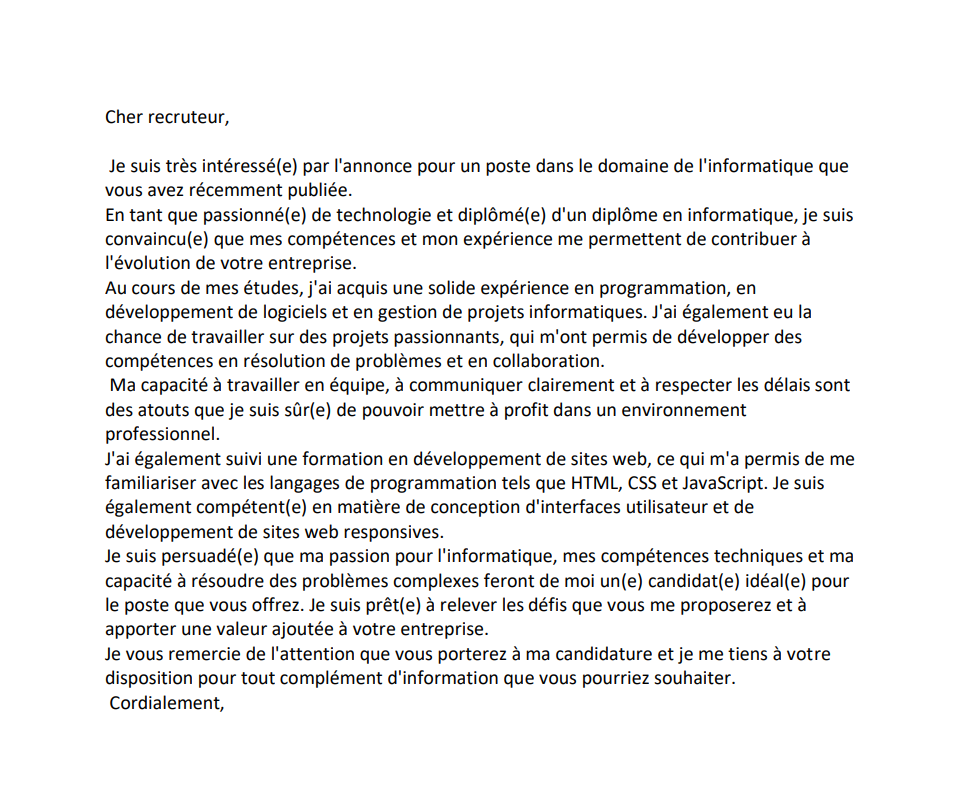 Cher recruteur,
Je suis très intéressé(e) par l'annonce pour un poste dans le domaine de l'informatique que
vous avez récemment publiée.
En tant que passionné(e) de technologie et diplômé(e) d'un diplôme en informatique, je suis
convaincu(e) que mes compétences et mon expérience me permettent de contribuer à
l'évolution de votre entreprise.
Au cours de mes études, j'ai acquis une solide expérience en programmation, en
développement de logiciels et en gestion de projets informatiques. J'ai également eu la
chance de travailler sur des projets passionnants, qui m'ont permis de développer des
compétences en résolution de problèmes et en collaboration.
Ma capacité à travailler en équipe, à communiquer clairement et à respecter les délais sont
des atouts que je suis sûr(e) de pouvoir mettre à profit dans un environnement
professionnel.
J'ai également suivi une formation en développement de sites web, ce qui m'a permis de me
familiariser avec les langages de programmation tels que HTML, CSS et JavaScript. Je suis
également compétent(e) en matière de conception d'interfaces utilisateur et de
développement de sites web responsives.
Je suis persuadé(e) que ma passion pour l'informatique, mes compétences techniques et ma
capacité à résoudre des problèmes complexes feront de moi un(e) candidat(e) idéal(e) pour
le poste que vous offrez. Je suis prêt(e) à relever les défis que vous me proposerez et à
apporter une valeur ajoutée à votre entreprise.
Je vous remercie de l'attention que vous porterez à ma candidature et je me tiens à votre
disposition pour tout complément d'information que vous pourriez souhaiter.
Cordialement,